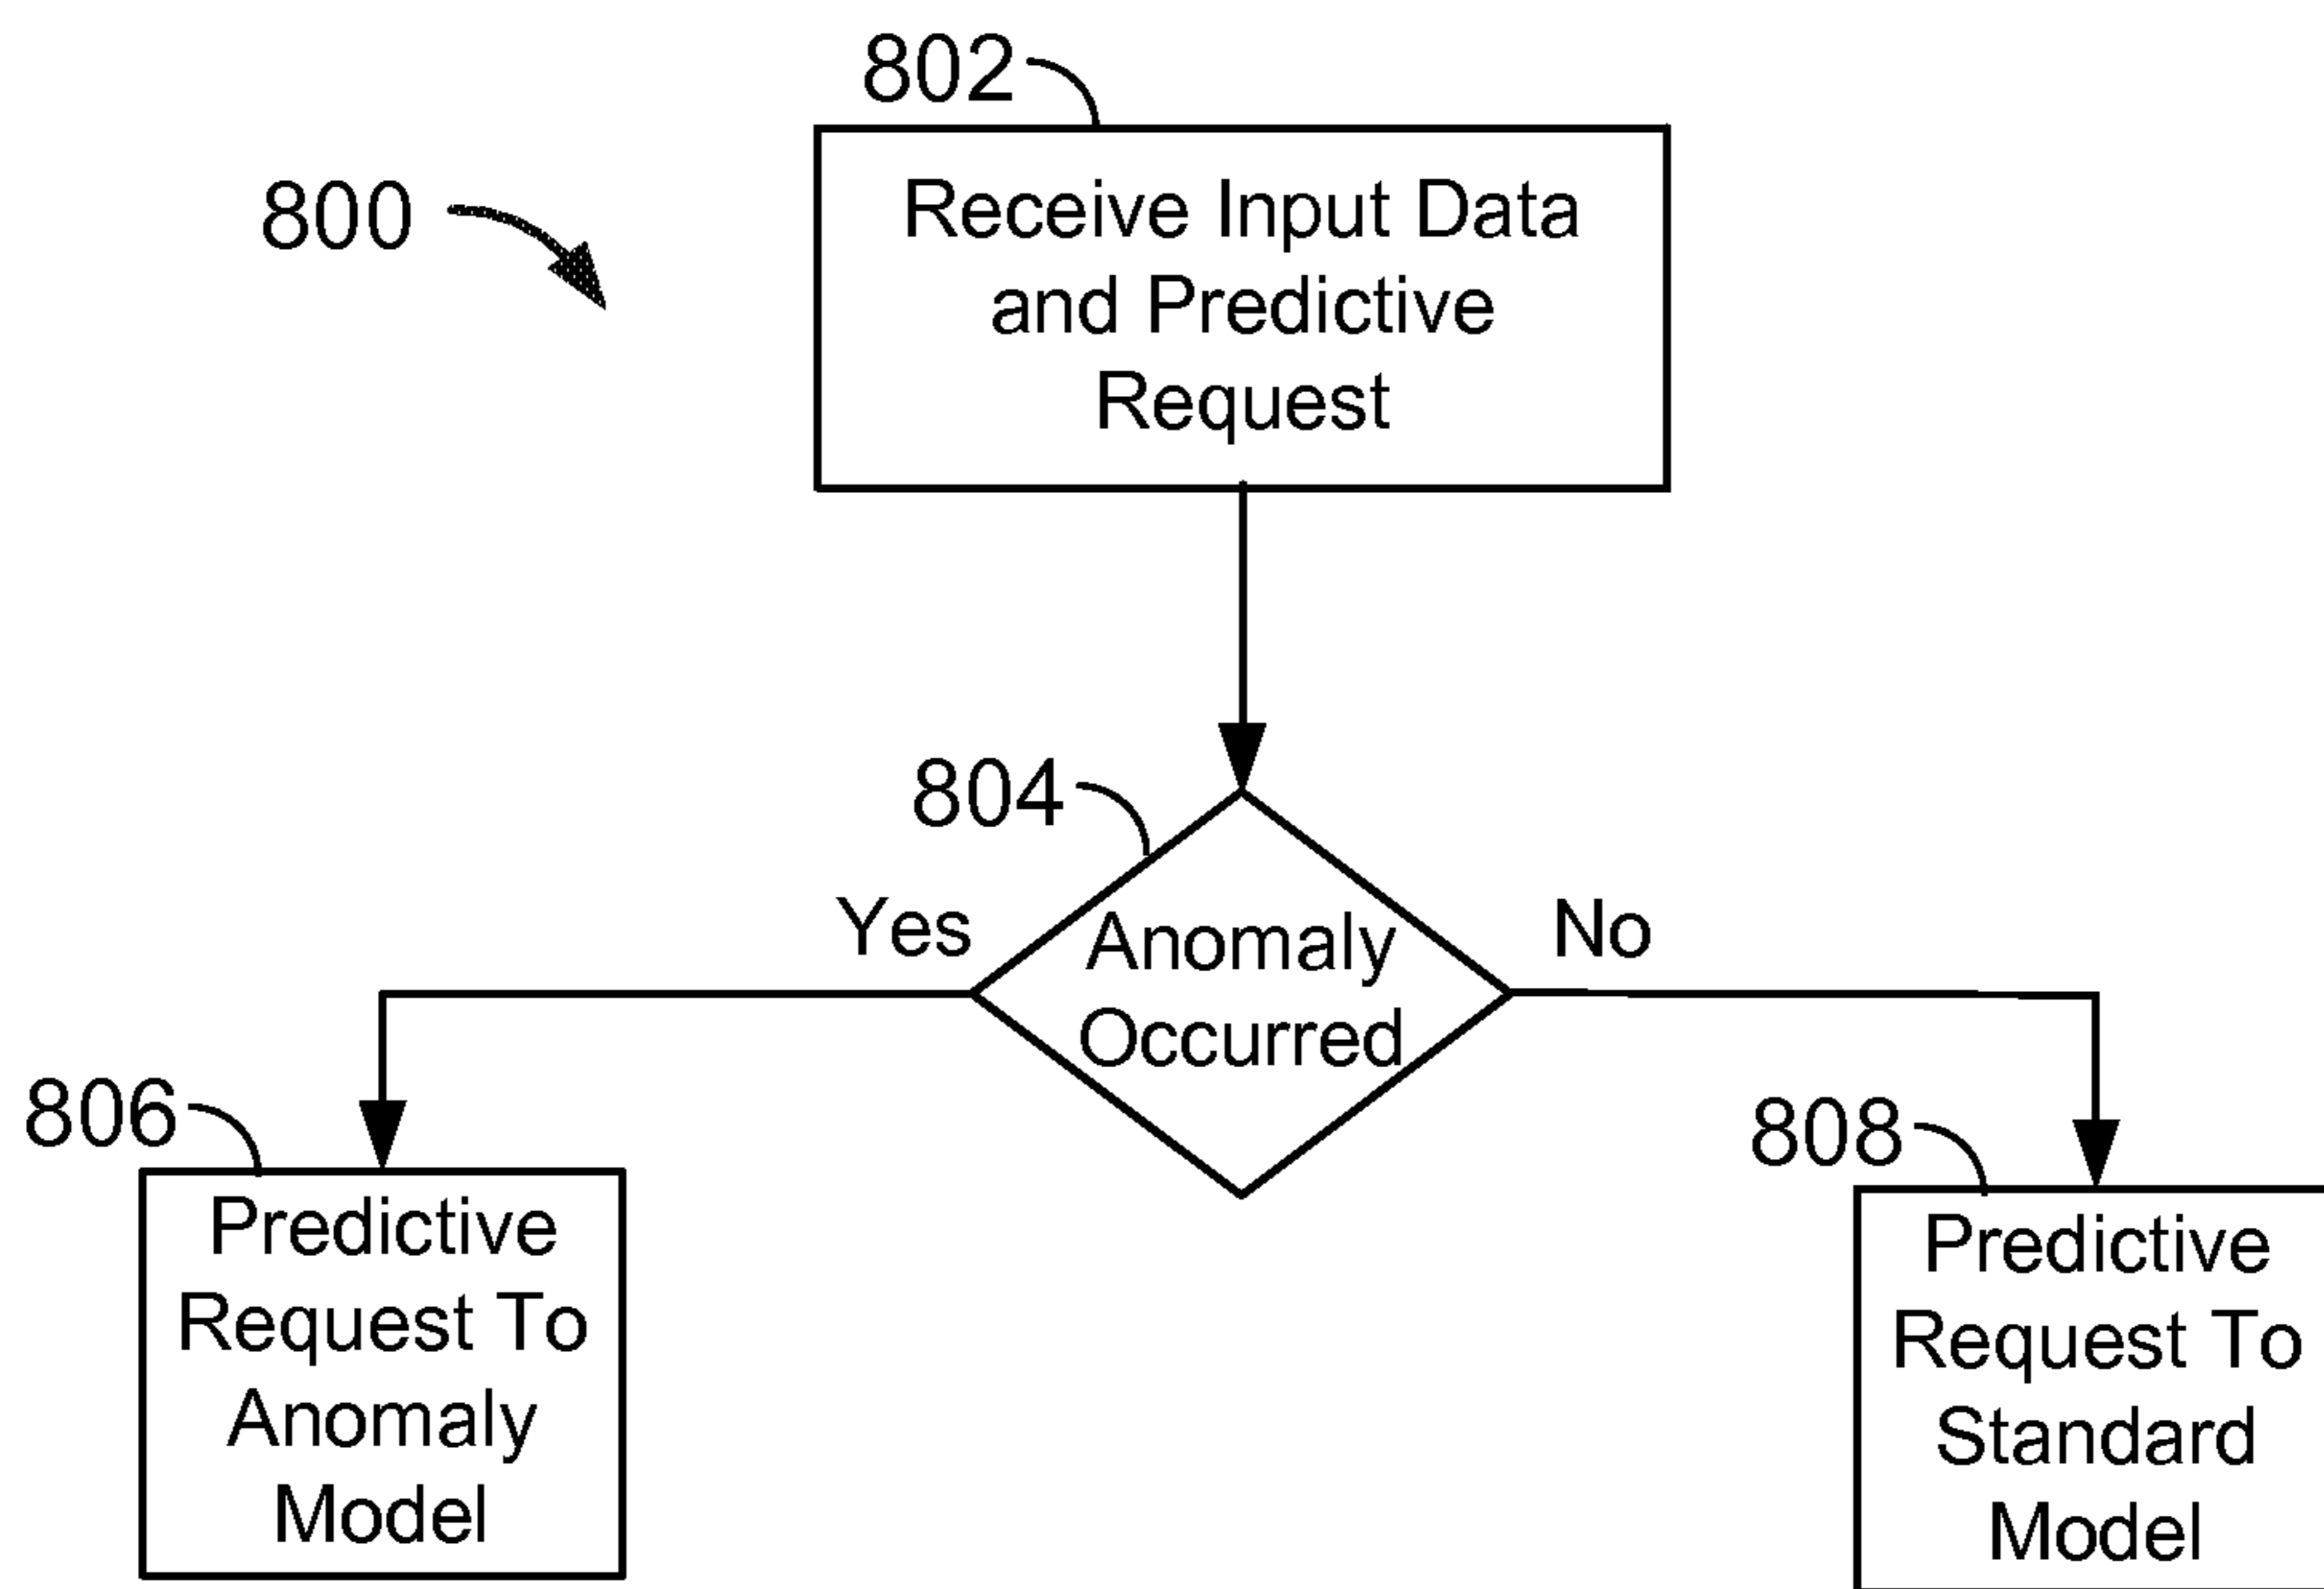 802
800
Receive Input Data
and Predictive
Request
804
Yes
No
Anomaly
Occurred
806
808
Predictive
Request To
Anomaly
Model
Predictive
Request To
Standard
Model